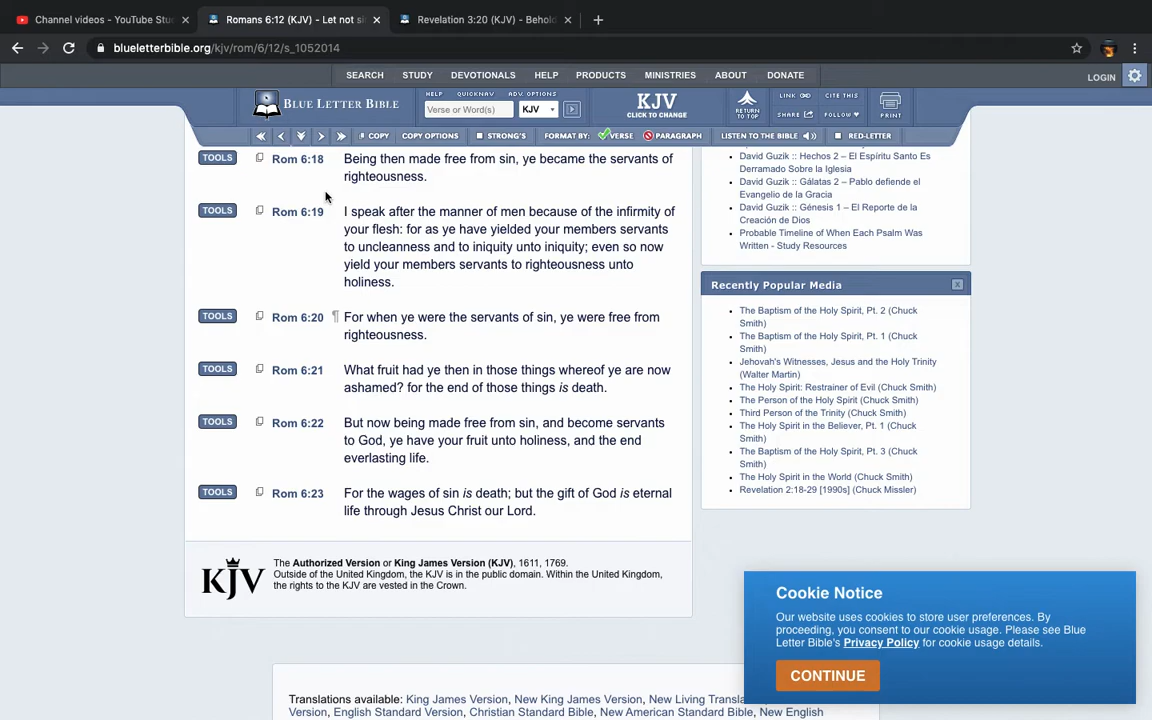 Channel videos - YouTube Stu
Romans 6:12 (KJV) - Let not si
Revelation 3:20 (KJV) - Behold
blueletterbible.org/kjv/rom/6/12/s_1052014
SEARCH STUDY DEVOTIONALS HELP PRODUCTS MINISTRIES ABOUT DONATE
LOGIN
BLUE LETTER BIBLE
HELP QUICKNAV ADV. OPTIONS
Verse or Word(s) KJV
KJV
CLICK TO CHANGE
RETURN
TO TOP
LINK CITE THIS
SHARE FOLLOW
PRINT
COPY COPY OPTIONS STRONG'S FORMAT BY: VERSE PARAGRAPH LISTEN TO THE BIBLE RED-LETTER
TOOLS Rom 6:18 Being then made free from sin, ye became the servants of
righteousness.
TOOLS Rom 6:19 I speak after the manner of men because of the infirmity of
your flesh: for as ye have yielded your members servants
to uncleanness and to iniquity unto iniquity; even so now
yield your members servants to righteousness unto
holiness.
TOOLS Rom 6:20 ¶ For when ye were the servants of sin, ye were free from
righteousness.
TOOLS Rom 6:21 What fruit had ye then in those things whereof ye are now
ashamed? for the end of those things is death.
TOOLS Rom 6:22 But now being made free from sin, and become servants
to God, ye have your fruit unto holiness, and the end
everlasting life.
TOOLS Rom 6:23 For the wages of sin is death; but the gift of God is eternal
life through Jesus Christ our Lord.
KJV
The Authorized Version or King James Version (KJV), 1611, 1769.
Outside of the United Kingdom, the KJV is in the public domain. Within the United Kingdom,
the rights to the KJV are vested in the Crown.
David Guzik :: Hechos 2 – El Espíritu Santo Es
Derramado Sobre la Iglesia
David Guzik :: Gálatas 2 – Pablo defiende el
Evangelio de la Gracia
David Guzik :: Génesis 1 – El Reporte de la
Creación de Dios
Probable Timeline of When Each Psalm Was
Written - Study Resources
Recently Popular Media
The Baptism of the Holy Spirit, Pt. 2 (Chuck
Smith)
The Baptism of the Holy Spirit, Pt. 1 (Chuck
Smith)
Jehovah's Witnesses, Jesus and the Holy Trinity
(Walter Martin)
The Holy Spirit: Restrainer of Evil (Chuck Smith)
The Person of the Holy Spirit (Chuck Smith)
Third Person of the Trinity (Chuck Smith)
The Holy Spirit in the Believer, Pt. 1 (Chuck
Smith)
The Baptism of the Holy Spirit, Pt. 3 (Chuck
Smith)
The Holy Spirit in the World (Chuck Smith)
Revelation 2:18-29 [1990s] (Chuck Missler)
Cookie Notice
Our website uses cookies to store user preferences. By
proceeding, you consent to our cookie usage. Please see Blue
Letter Bible's Privacy Policy for cookie usage details.
CONTINUE
Translations available: King James Version, New King James Version, New Living Transla
Version, English Standard Version, Christian Standard Bible, New American Standard Bible, New English